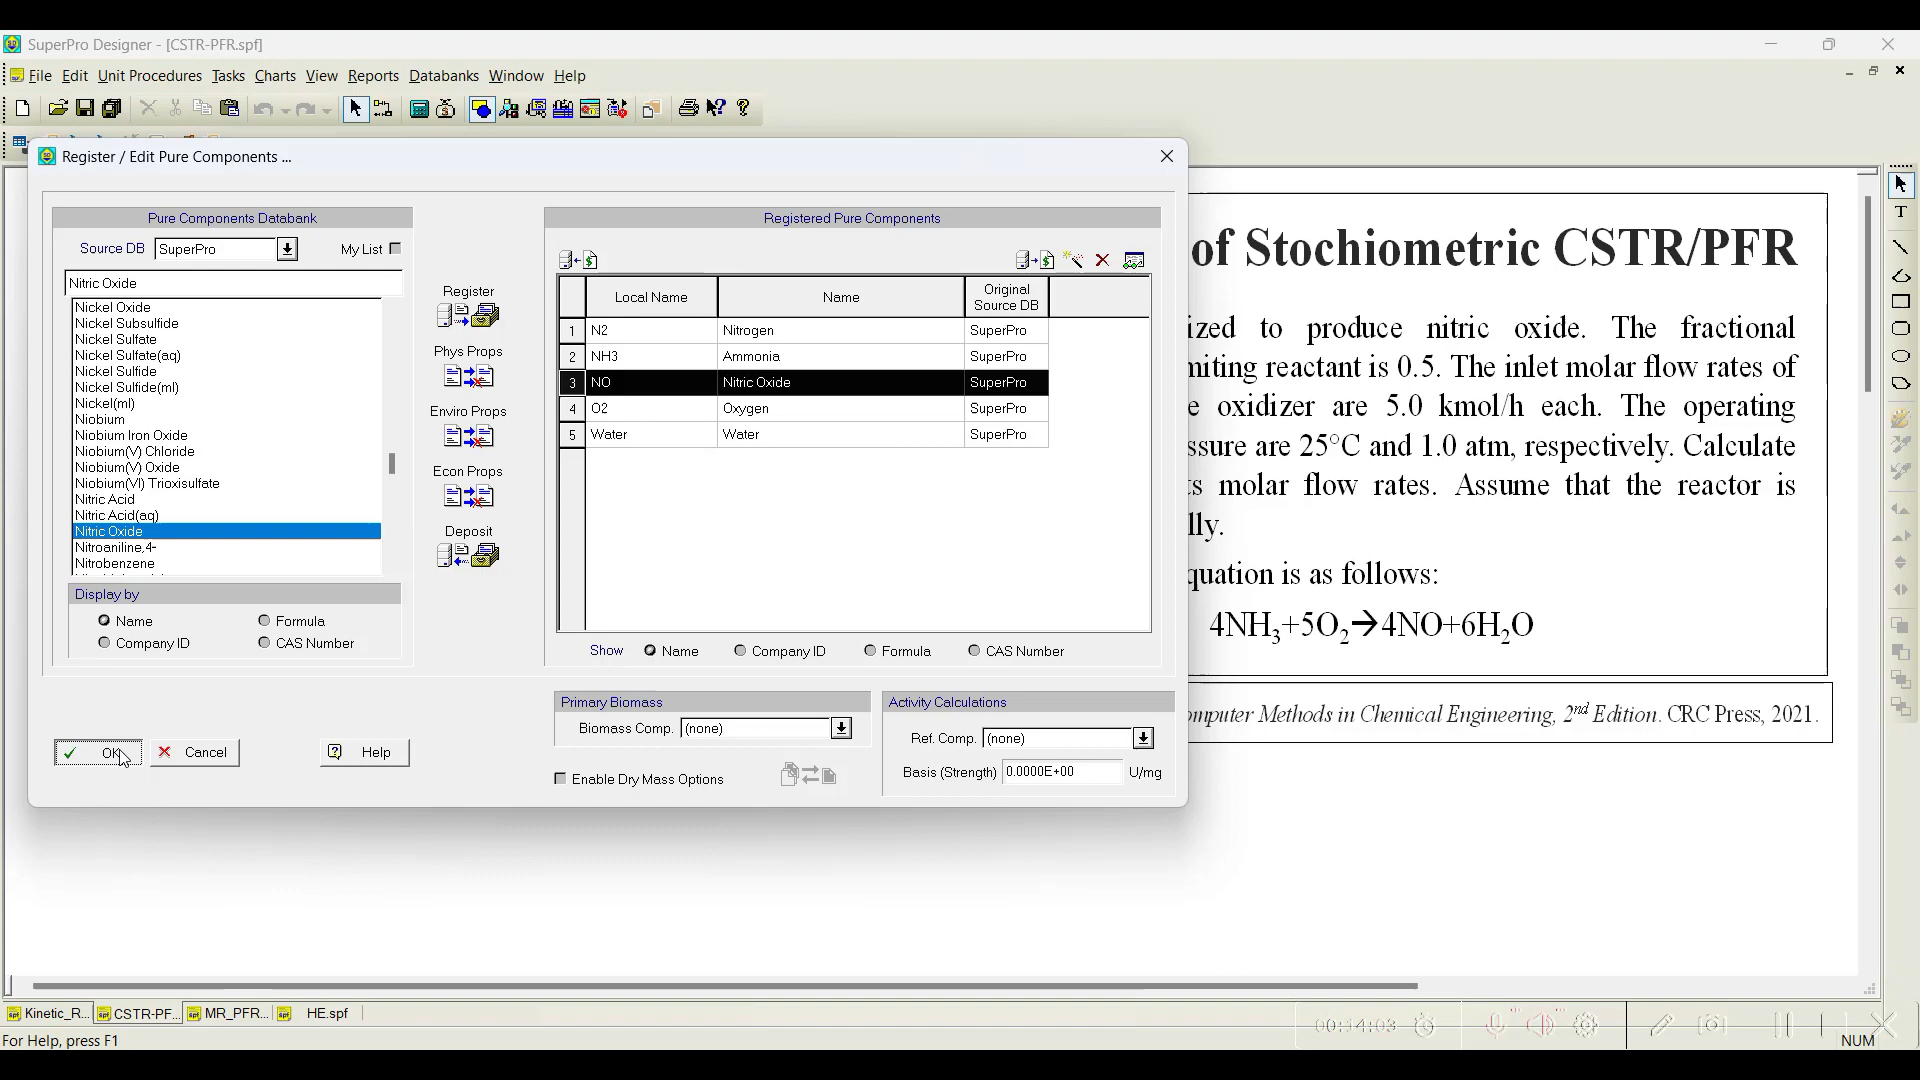 SuperPro Designer - [CSTR-PFR.spf]
File Edit Unit Procedures Tasks Charts View Reports Databanks Window Help
Register / Edit Pure Components ...
Pure Components Databank
Source DB SuperPro My List
Nitric Oxide
Nickel Oxide
Nickel Subsulfide
Nickel Sulfate
Nickel Sulfate(aq)
Nickel Sulfide
Nickel Sulfide(ml)
Nickel(ml)
Niobium
Niobium Iron Oxide
Niobium(V) Chloride
Niobium(V) Oxide
Niobium(VI) Trioxisulfate
Nitric Acid
Nitric Acid(aq)
Nitric Oxide
Nitroaniline,4-
Nitrobenzene
Display by
Name Formula
Company ID CAS Number
OK Cancel Help
Register
Phys Props
Enviro Props
Econ Props
Deposit
Registered Pure Components
Local Name Name Original
Source DB
1 N2 Nitrogen SuperPro
2 NH3 Ammonia SuperPro
3 NO Nitric Oxide SuperPro
4 O2 Oxygen SuperPro
5 Water Water SuperPro
Show Name Company ID Formula CAS Number
Primary Biomass
Biomass Comp. (none)
Enable Dry Mass Options
Activity Calculations
Ref. Comp. (none)
Basis (Strength) 0.0000E+00 U/mg
of Stochiometric CSTR/PFR
ized to produce nitric oxide. The fractional
miting reactant is 0.5. The inlet molar flow rates of
e oxidizer are 5.0 kmol/h each. The operating
ssure are 25°C and 1.0 atm, respectively. Calculate
ts molar flow rates. Assume that the reactor is
lly.
quation is as follows:
4NH₃+5O₂→4NO+6H₂O
omputer Methods in Chemical Engineering, 2nd Edition. CRC Press, 2021.
Kinetic_R... CSTR-PF... MR_PFR... HE.spf
00:14:03
For Help, press F1
NUM